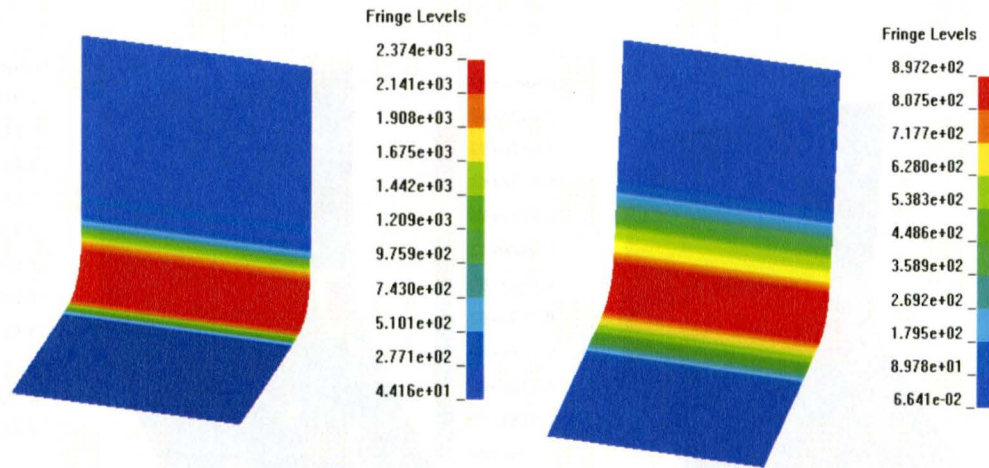 Fringe Levels
2.374e+03
2.141e+03
1.908e+03
1.675e+03
1.442e+03
1.209e+03
9.759e+02
7.430e+02
5.101e+02
2.771e+02
4.416e+01
Fringe Levels
8.972e+02
8.075e+02
7.177e+02
6.280e+02
5.383e+02
4.486e+02
3.589e+02
2.692e+02
1.795e+02
8.978e+01
6.641e-02